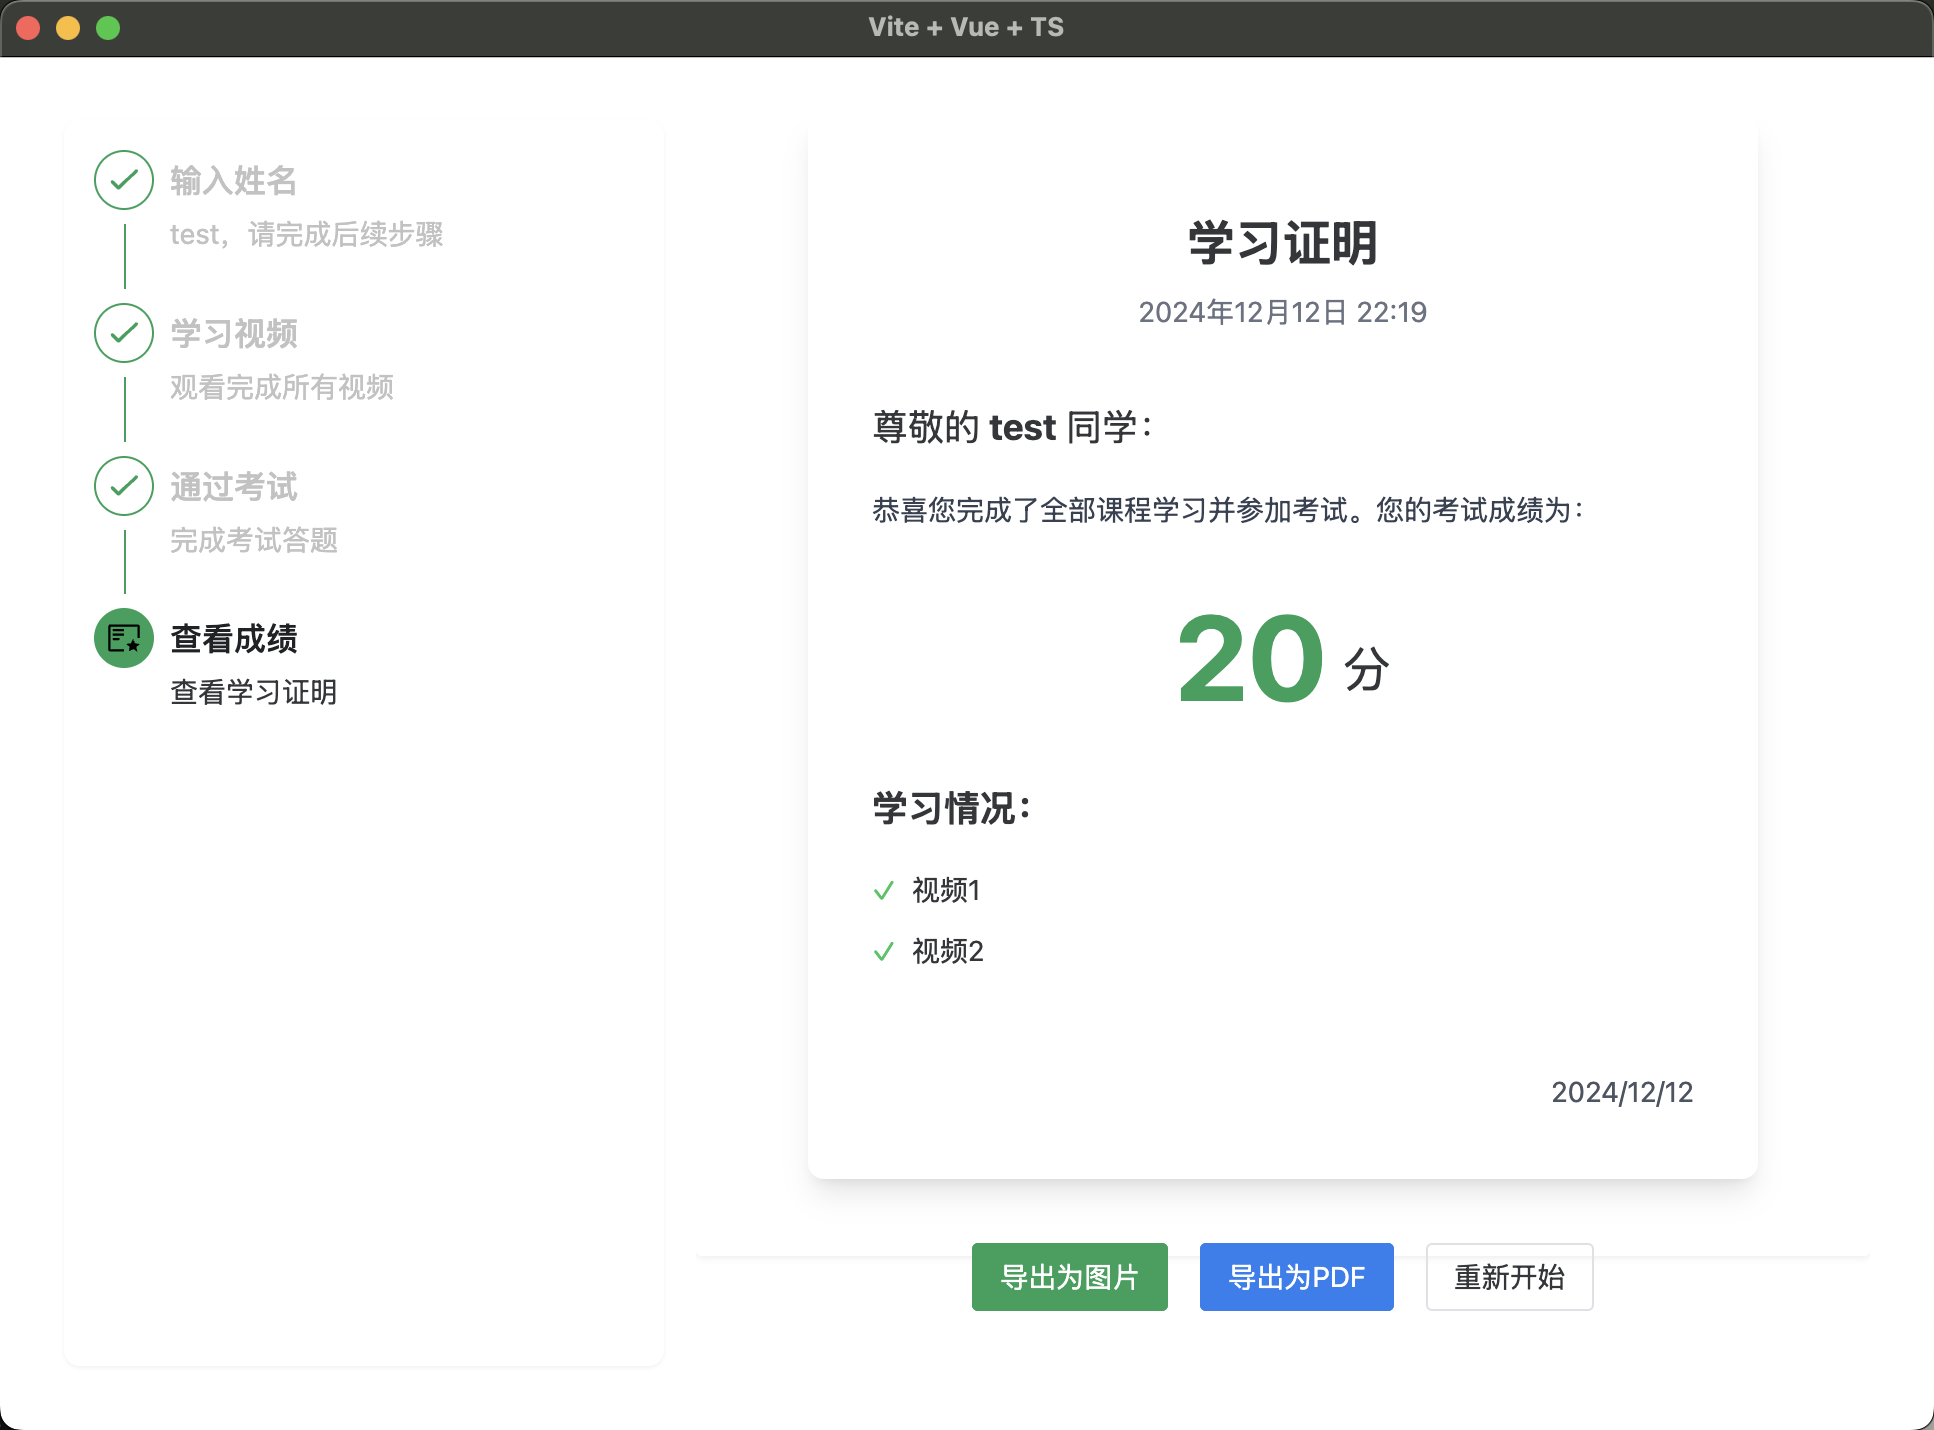 Vite + Vue + TS
输入姓名
test，请完成后续步骤
学习视频
观看完成所有视频
通过考试
完成考试答题
查看成绩
查看学习证明
学习证明
2024年12月12日 22:19
尊敬的 test 同学：
恭喜您完成了全部课程学习并参加考试。您的考试成绩为：
20 分
学习情况：
视频1
视频2
2024/12/12
导出为图片
导出为PDF
重新开始